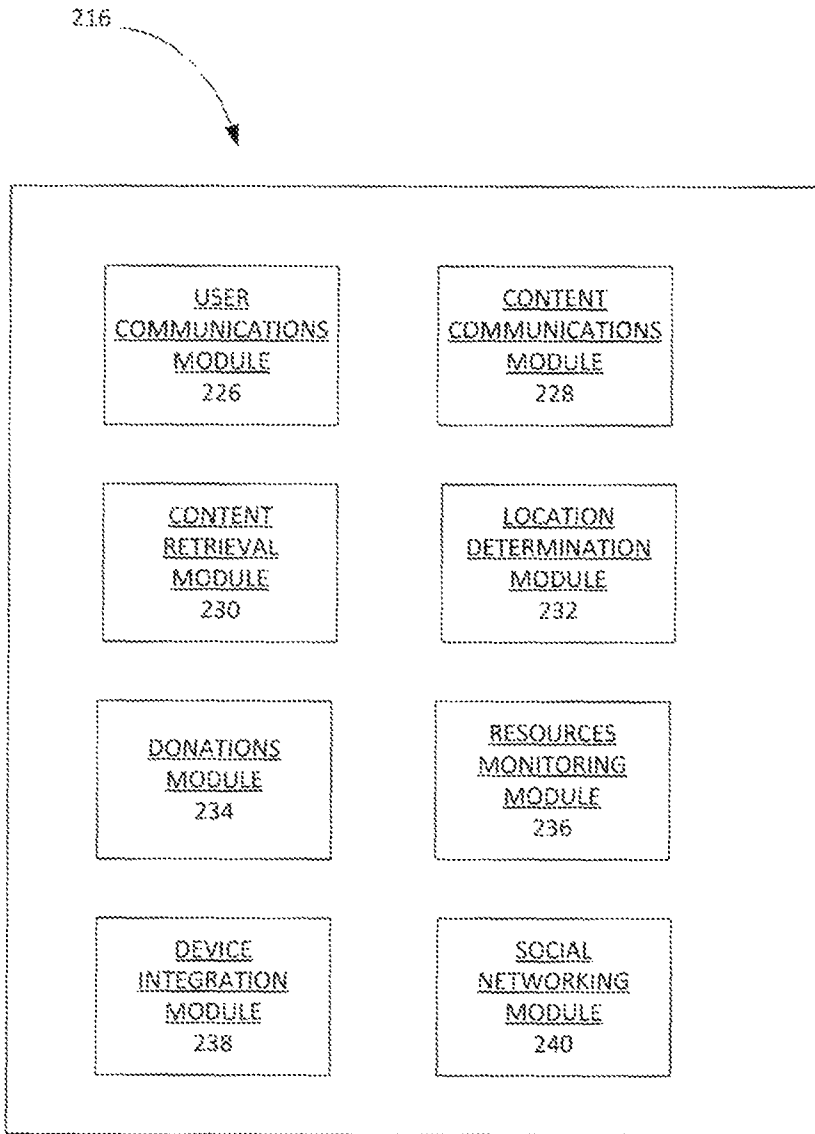 216
USER
COMMUNICATIONS
MODULE
226
CONTENT
COMMUNICATIONS
MODULE
228
CONTENT
RETRIEVAL
MODULE
230
LOCATION
DETERMINATION
MODULE
232
DONATIONS
MODULE
234
RESOURCES
MONITORING
MODULE
236
DEVICE
INTEGRATION
MODULE
238
SOCIAL
NETWORKING
MODULE
240